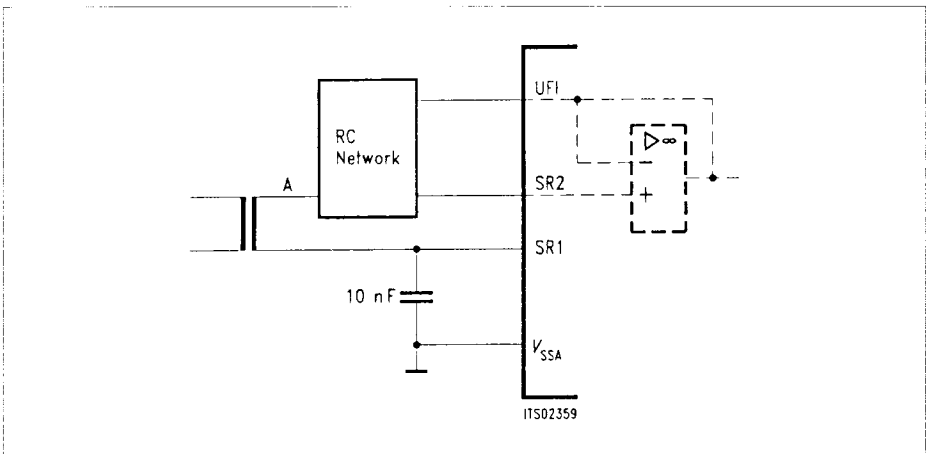 UFI
RC
Network
▷ ∞
−
A
SR2
+
SR1
10 nF
V SSA
ITS02359